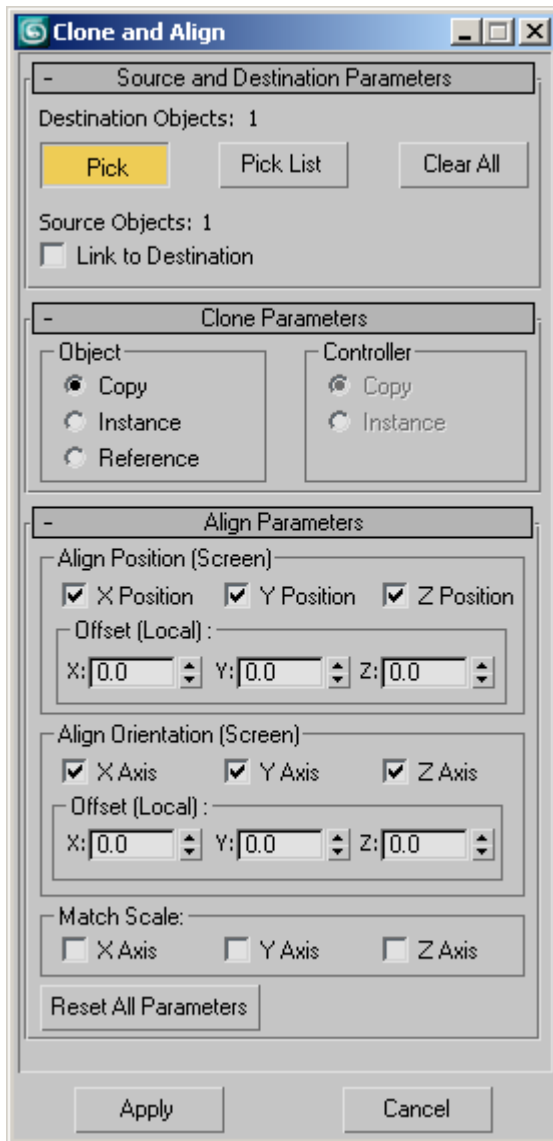 Clone and Align
- Source and Destination Parameters
Destination Objects: 1
Pick Pick List Clear All
Source Objects: 1
Link to Destination
- Clone Parameters
Object Controller
Copy Copy
Instance Instance
Reference
- Align Parameters
Align Position (Screen)
X Position Y Position Z Position
Offset (Local) :
X: 0.0 Y: 0.0 Z: 0.0
Align Orientation (Screen)
X Axis Y Axis Z Axis
Offset (Local) :
X: 0.0 Y: 0.0 Z: 0.0
Match Scale:
X Axis Y Axis Z Axis
Reset All Parameters
Apply Cancel